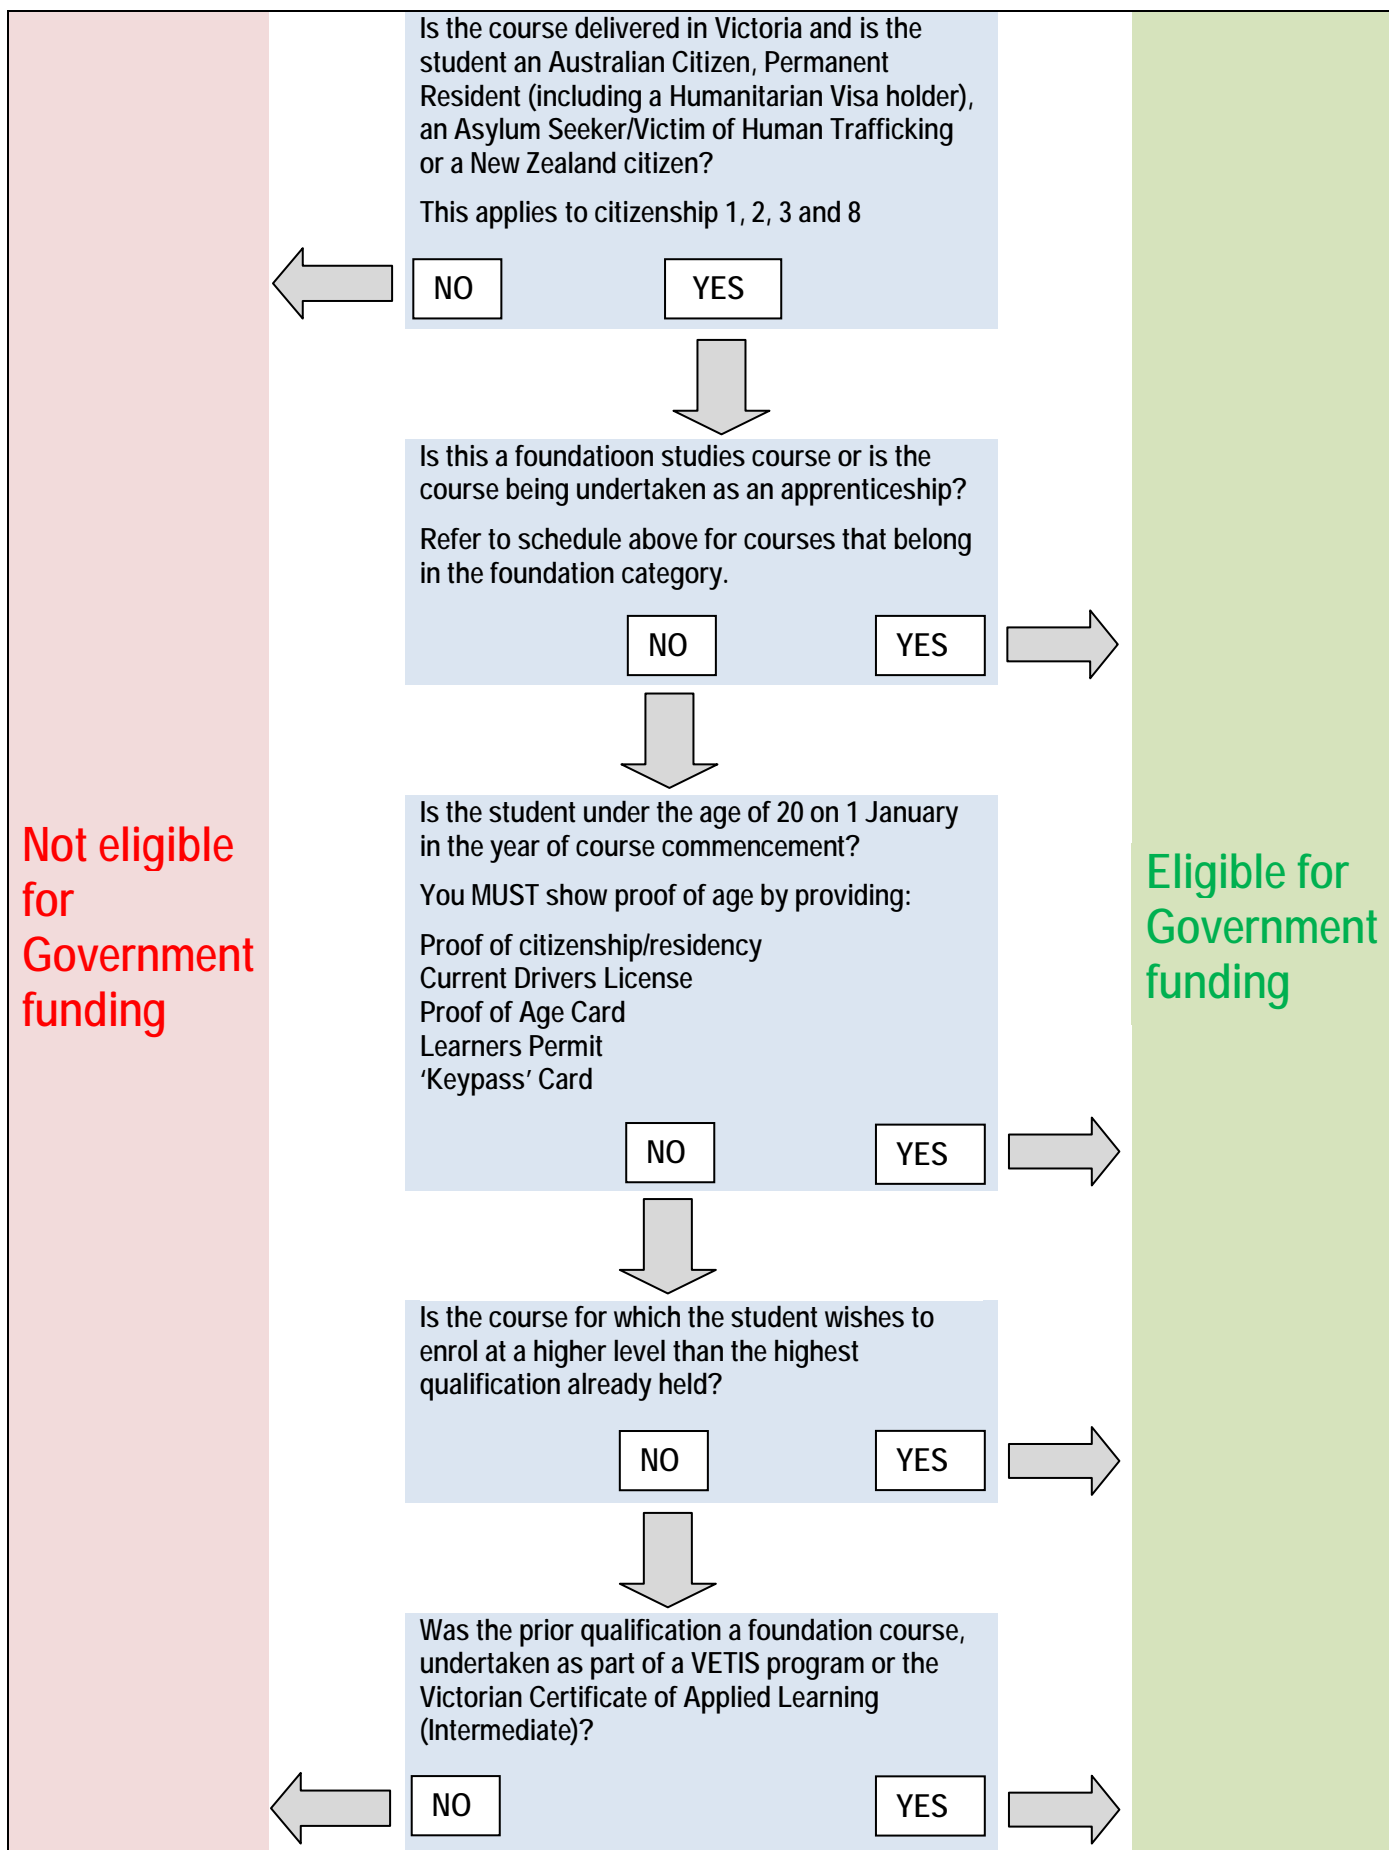 Is the course delivered in Victoria and is the
student an Australian Citizen, Permanent
Resident (including a Humanitarian Visa holder),
an Asylum Seeker/Victim of Human Trafficking
or a New Zealand citizen?
This applies to citizenship 1, 2, 3 and 8
NO
YES
Is this a foundatioon studies course or is the
course being undertaken as an apprenticeship?
Refer to schedule above for courses that belong
in the foundation category.
NO
YES
Is the student under the age of 20 on 1 January
in the year of course commencement?
You MUST show proof of age by providing:
Proof of citizenship/residency
Current Drivers License
Proof of Age Card
Learners Permit
‘Keypass’ Card
NO
YES
Not eligible
for
Government
funding
Eligible for
Government
funding
Is the course for which the student wishes to
enrol at a higher level than the highest
qualification already held?
NO
YES
Was the prior qualification a foundation course,
undertaken as part of a VETIS program or the
Victorian Certificate of Applied Learning
(Intermediate)?
NO
YES